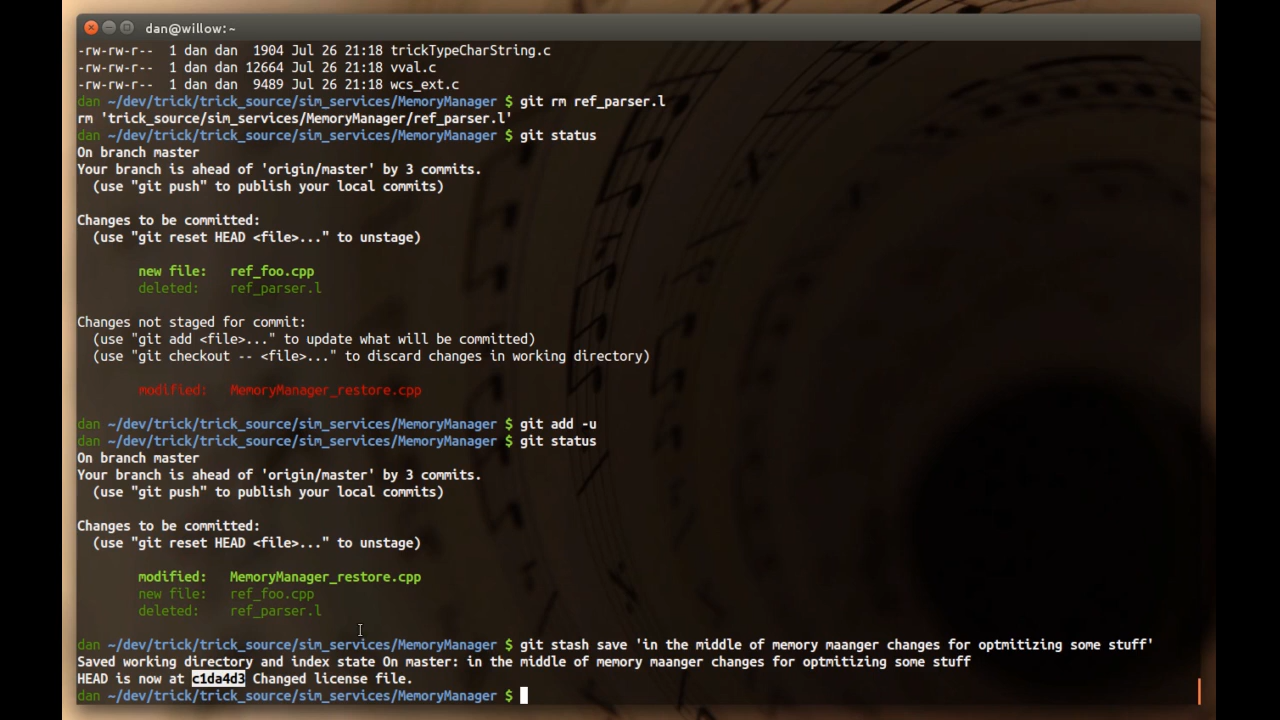 dan@willow: ~
-rw-rw-r--  1 dan dan  1904 Jul 26 21:18 trickTypeCharString.c
-rw-rw-r--  1 dan dan 12664 Jul 26 21:18 vval.c
-rw-rw-r--  1 dan dan  9489 Jul 26 21:18 wcs_ext.c
dan ~/dev/trick/trick_source/sim_services/MemoryManager $ git rm ref_parser.l
rm 'trick_source/sim_services/MemoryManager/ref_parser.l'
dan ~/dev/trick/trick_source/sim_services/MemoryManager $ git status
On branch master
Your branch is ahead of 'origin/master' by 3 commits.
  (use "git push" to publish your local commits)
Changes to be committed:
  (use "git reset HEAD <file>..." to unstage)
        new file:   ref_foo.cpp
        deleted:    ref_parser.l
Changes not staged for commit:
  (use "git add <file>..." to update what will be committed)
  (use "git checkout -- <file>..." to discard changes in working directory)
        modified:   MemoryManager_restore.cpp
dan ~/dev/trick/trick_source/sim_services/MemoryManager $ git add -u
dan ~/dev/trick/trick_source/sim_services/MemoryManager $ git status
On branch master
Your branch is ahead of 'origin/master' by 3 commits.
  (use "git push" to publish your local commits)
Changes to be committed:
  (use "git reset HEAD <file>..." to unstage)
        modified:   MemoryManager_restore.cpp
        new file:   ref_foo.cpp
        deleted:    ref_parser.l
dan ~/dev/trick/trick_source/sim_services/MemoryManager $ git stash save 'in the middle of memory maanger changes for optmitizing some stuff'
Saved working directory and index state On master: in the middle of memory maanger changes for optmitizing some stuff
HEAD is now at c1da4d3 Changed license file.
dan ~/dev/trick/trick_source/sim_services/MemoryManager $